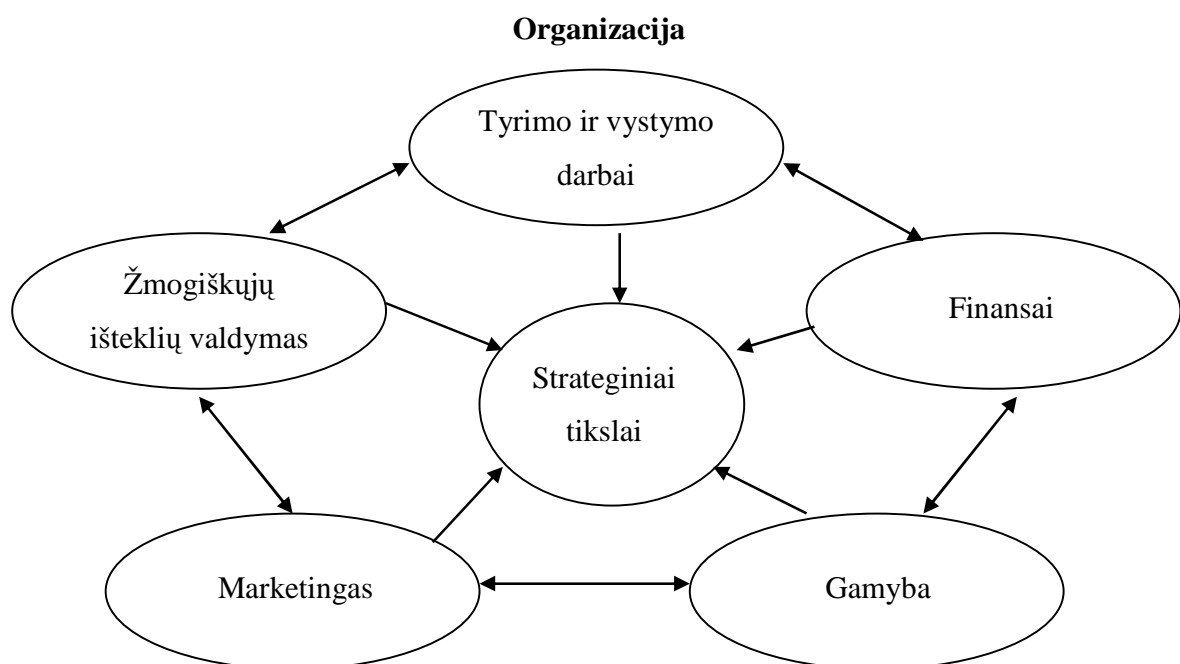 Organizacija
Tyrimo ir vystymo
darbai
Žmogiškųjų
išteklių valdymas
Finansai
Strateginiai
tikslai
Marketingas
Gamyba